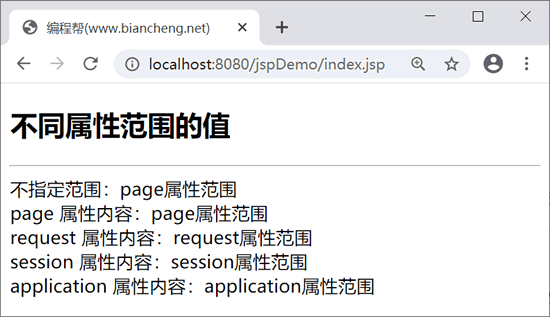 编程帮(www.biancheng.net)
localhost:8080/jspDemo/index.jsp
不同属性范围的值
不指定范围：page属性范围
page 属性内容：page属性范围
request 属性内容：request属性范围
session 属性内容：session属性范围
application 属性内容：application属性范围